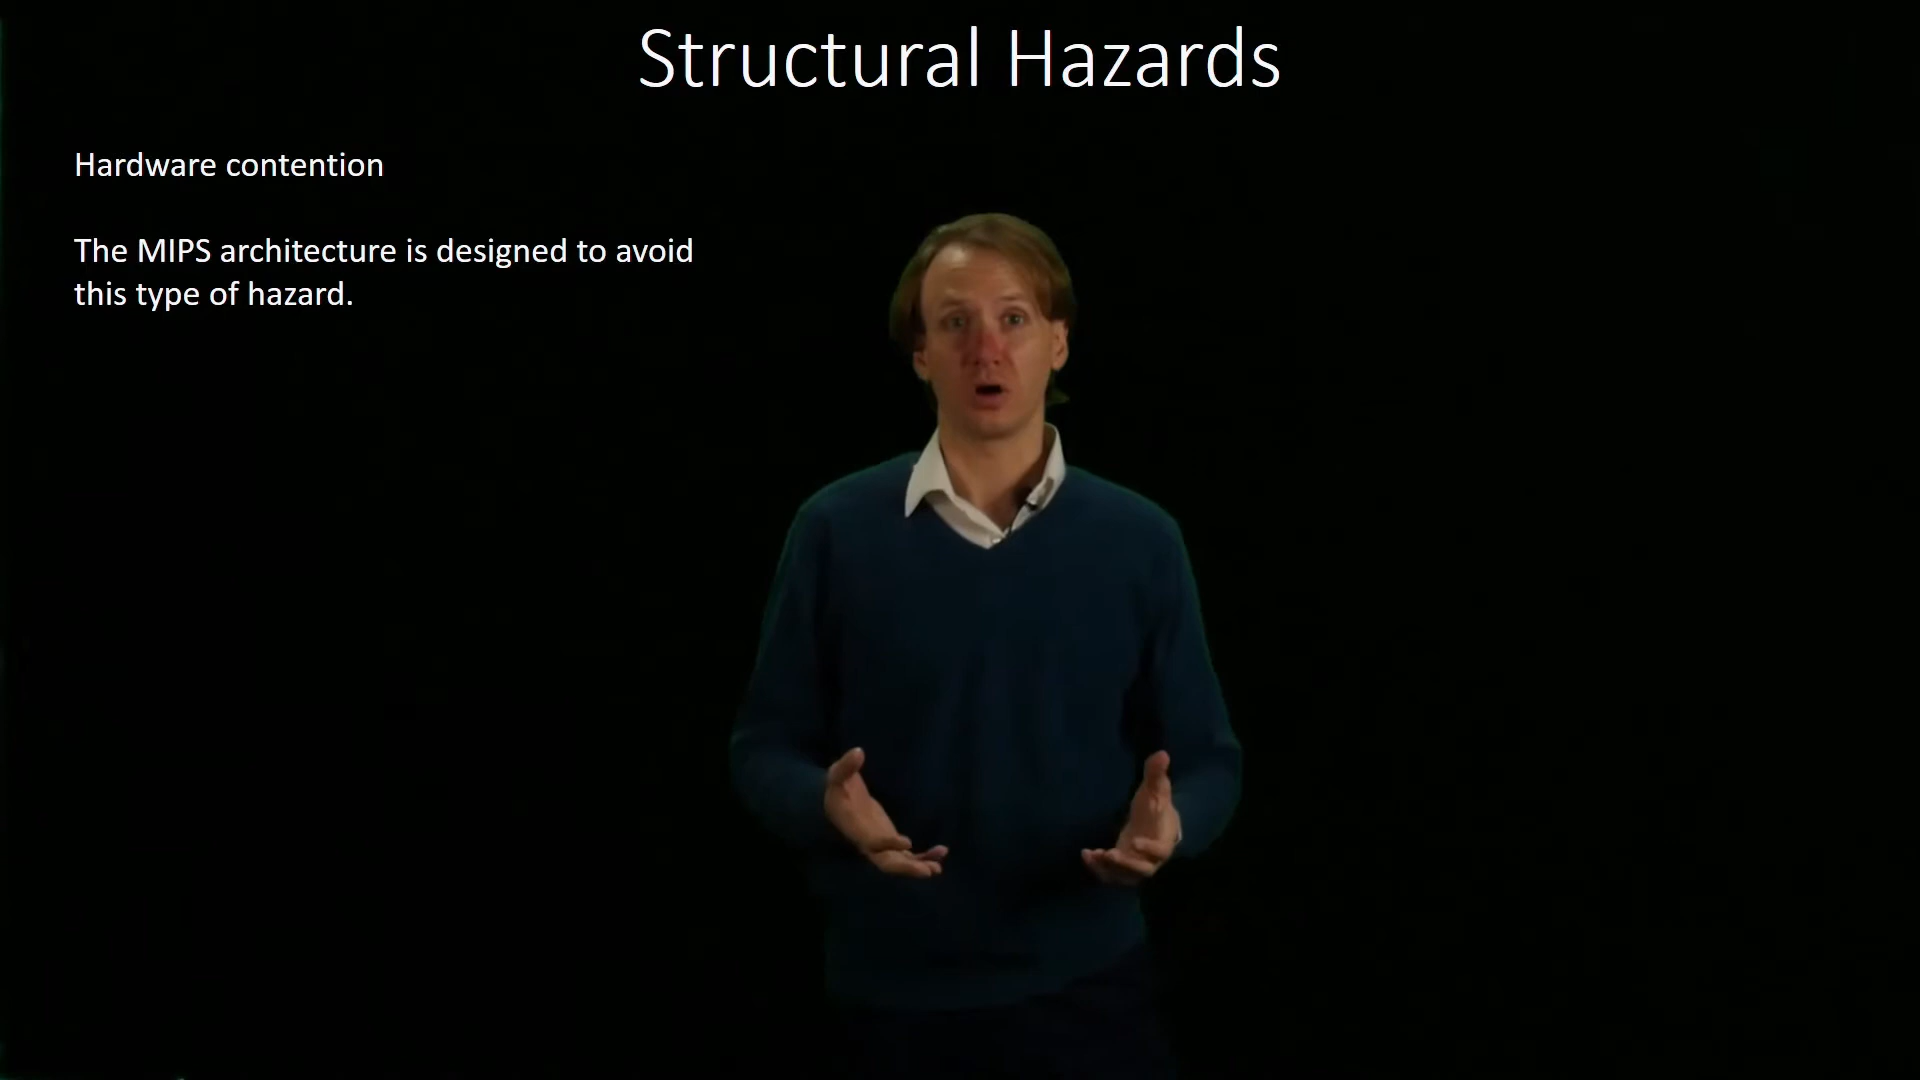 Structural Hazards
Hardware contention
The MIPS architecture is designed to avoid
this type of hazard.